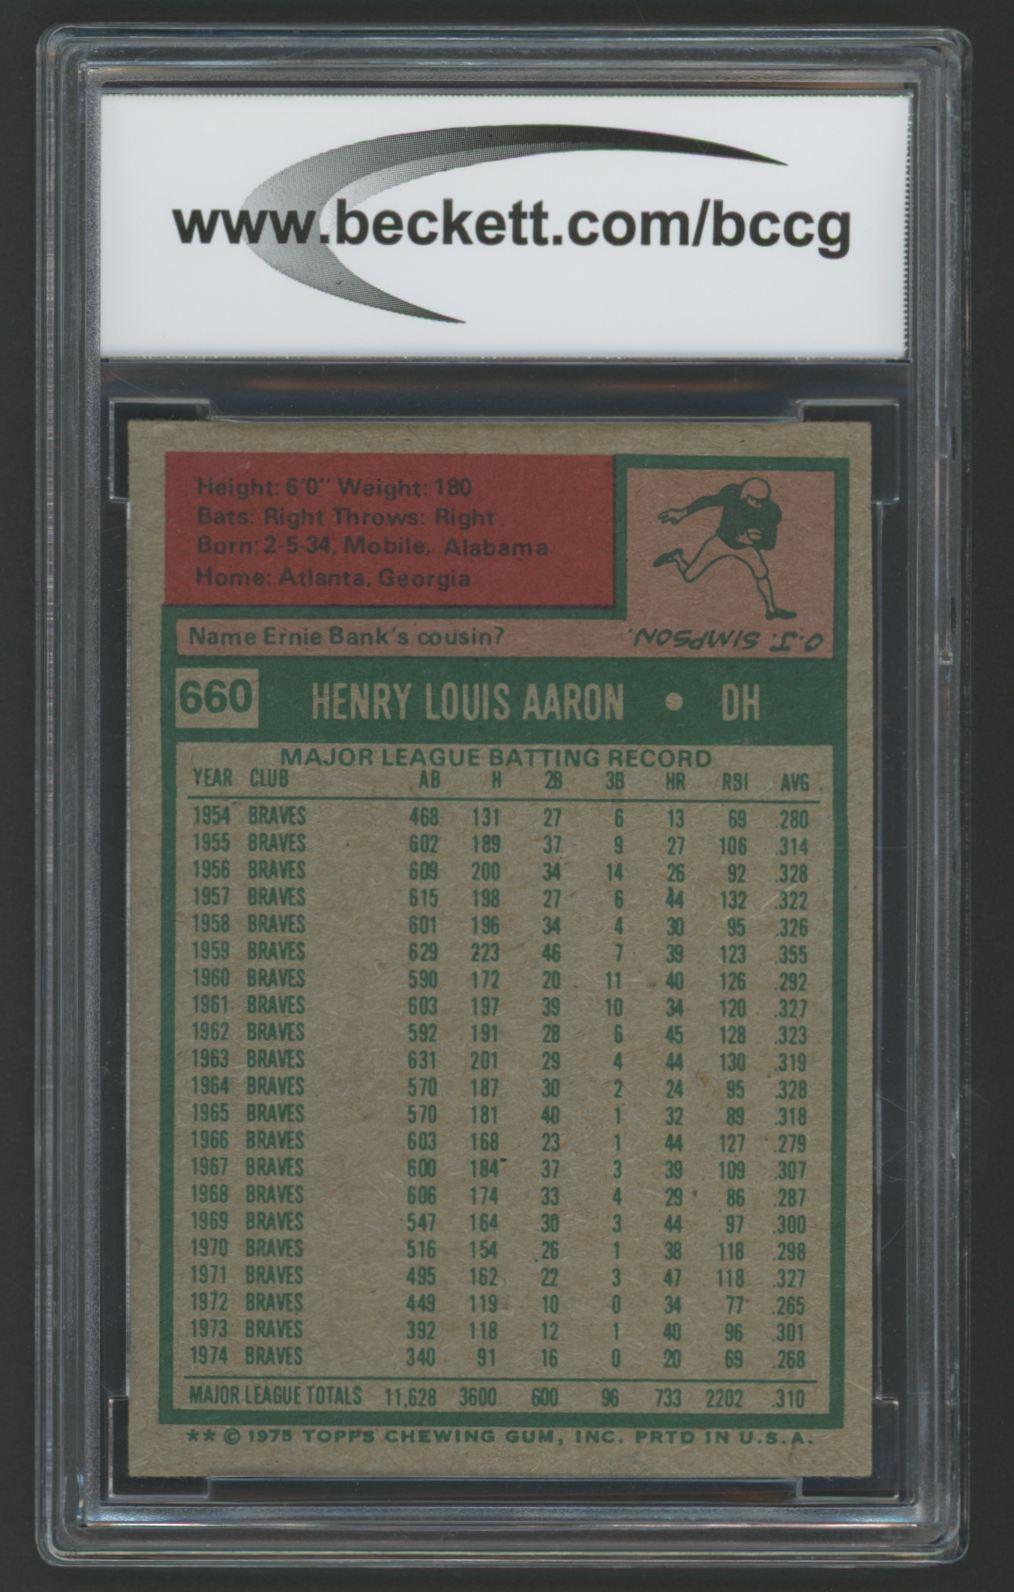 www.beckett.com/bccg
Height: 6'0" Weight: 180
Bats: Right Throws: Right
Born: 2-5-34, Mobile, Alabama
Home: Atlanta, Georgia
Name Ernie Bank's cousin?
O.J. SIMPSON.
660 HENRY LOUIS AARON • DH
MAJOR LEAGUE BATTING RECORD
YEAR CLUB AB H 2B 3B HR RBI AVG
1954 BRAVES 468 131 27 6 13 69 .280
1955 BRAVES 602 189 37 9 27 106 .314
1956 BRAVES 609 200 34 14 26 92 .328
1957 BRAVES 615 198 27 6 44 132 .322
1958 BRAVES 601 196 34 4 30 95 .326
1959 BRAVES 629 223 46 7 39 123 .355
1960 BRAVES 590 172 20 11 40 126 .292
1961 BRAVES 603 197 39 10 34 120 .327
1962 BRAVES 592 191 28 6 45 128 .323
1963 BRAVES 631 201 29 4 44 130 .319
1964 BRAVES 570 187 30 2 24 95 .328
1965 BRAVES 570 181 40 1 32 89 .318
1966 BRAVES 603 168 23 1 44 127 .279
1967 BRAVES 600 184 37 3 39 109 .307
1968 BRAVES 606 174 33 4 29 86 .287
1969 BRAVES 547 164 30 3 44 97 .300
1970 BRAVES 516 154 26 1 38 118 .298
1971 BRAVES 495 162 22 3 47 118 .327
1972 BRAVES 449 119 10 0 34 77 .265
1973 BRAVES 392 118 12 1 40 96 .301
1974 BRAVES 340 91 16 0 20 69 .268
MAJOR LEAGUE TOTALS 11,628 3600 600 96 733 2202 .310
** © 1975 TOPPS CHEWING GUM, INC. PRTD IN U.S.A.